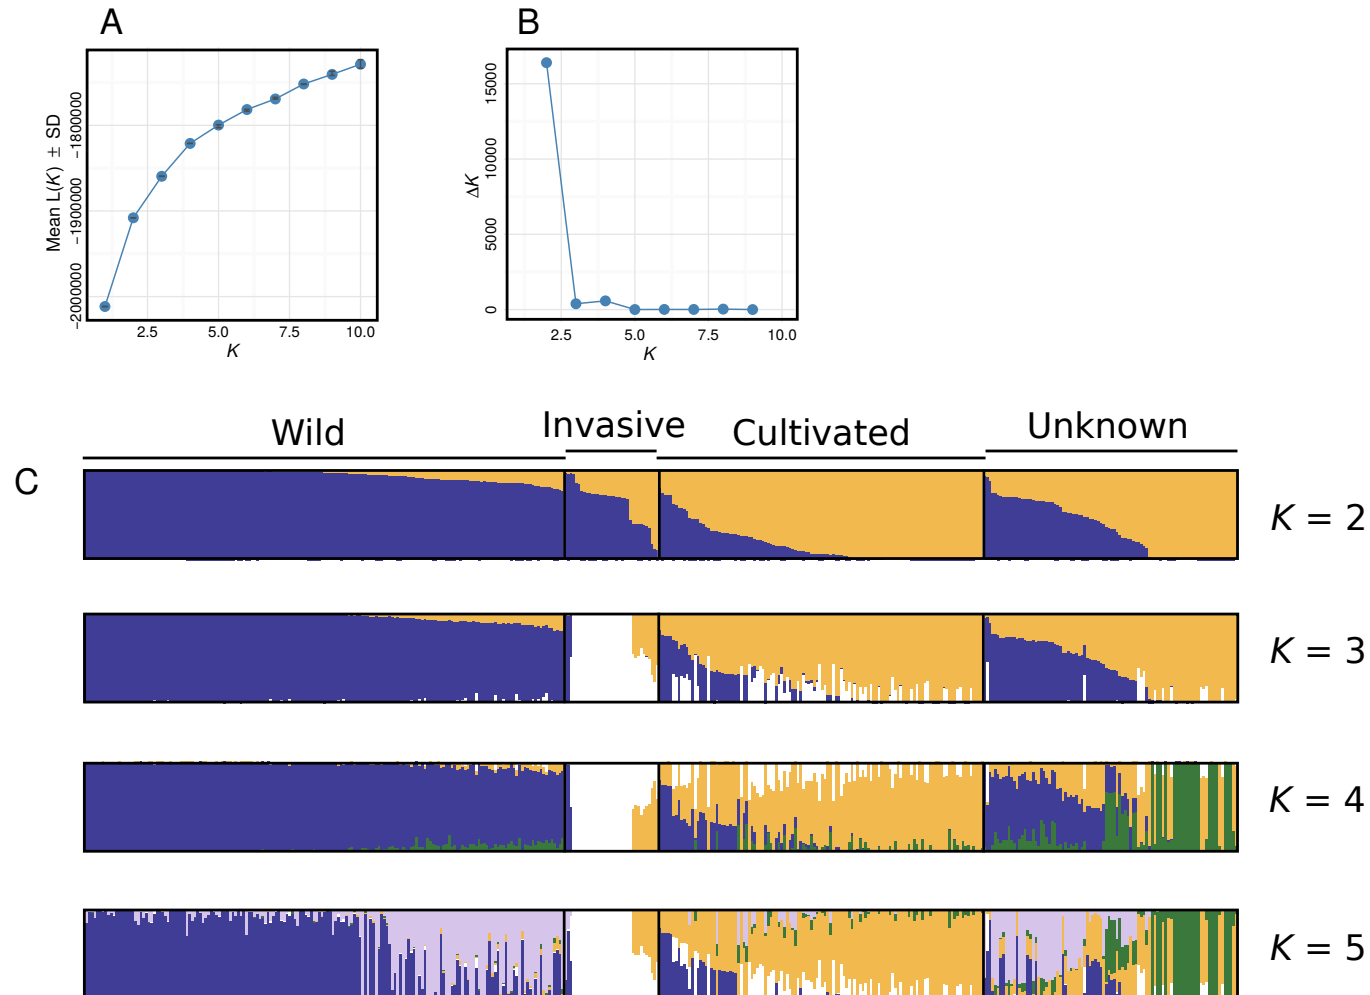 A
Mean L(K) ± SD
−1800000
−1900000
−2000000
2.5 5.0 7.5 10.0
K
B
ΔK
15000
10000
5000
0
2.5 5.0 7.5 10.0
K
Wild Invasive Cultivated Unknown
C
K = 2
K = 3
K = 4
K = 5